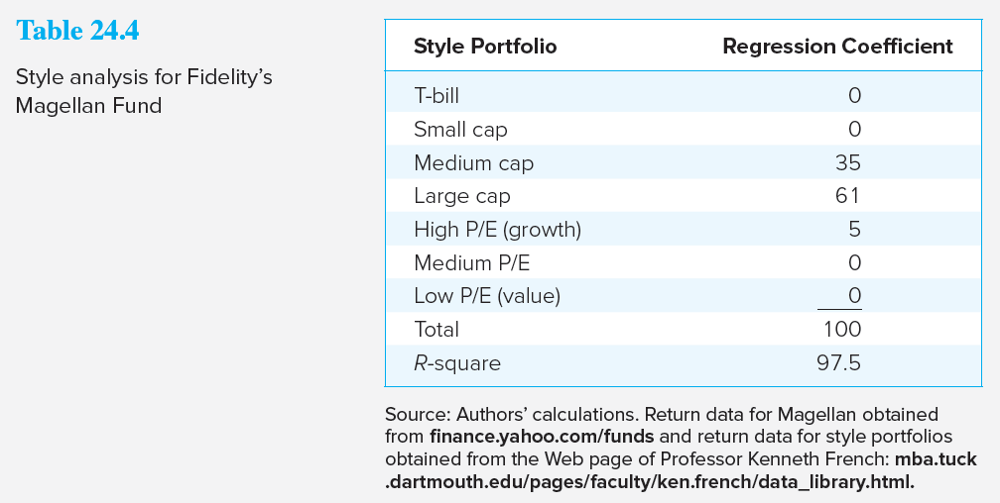 Table 24.4
Style analysis for Fidelity's
Magellan Fund
Style Portfolio Regression Coefficient
T-bill 0
Small cap 0
Medium cap 35
Large cap 61
High P/E (growth) 5
Medium P/E 0
Low P/E (value) 0
Total 100
R-square 97.5
Source: Authors' calculations. Return data for Magellan obtained
from finance.yahoo.com/funds and return data for style portfolios
obtained from the Web page of Professor Kenneth French: mba.tuck
.dartmouth.edu/pages/faculty/ken.french/data_library.html.